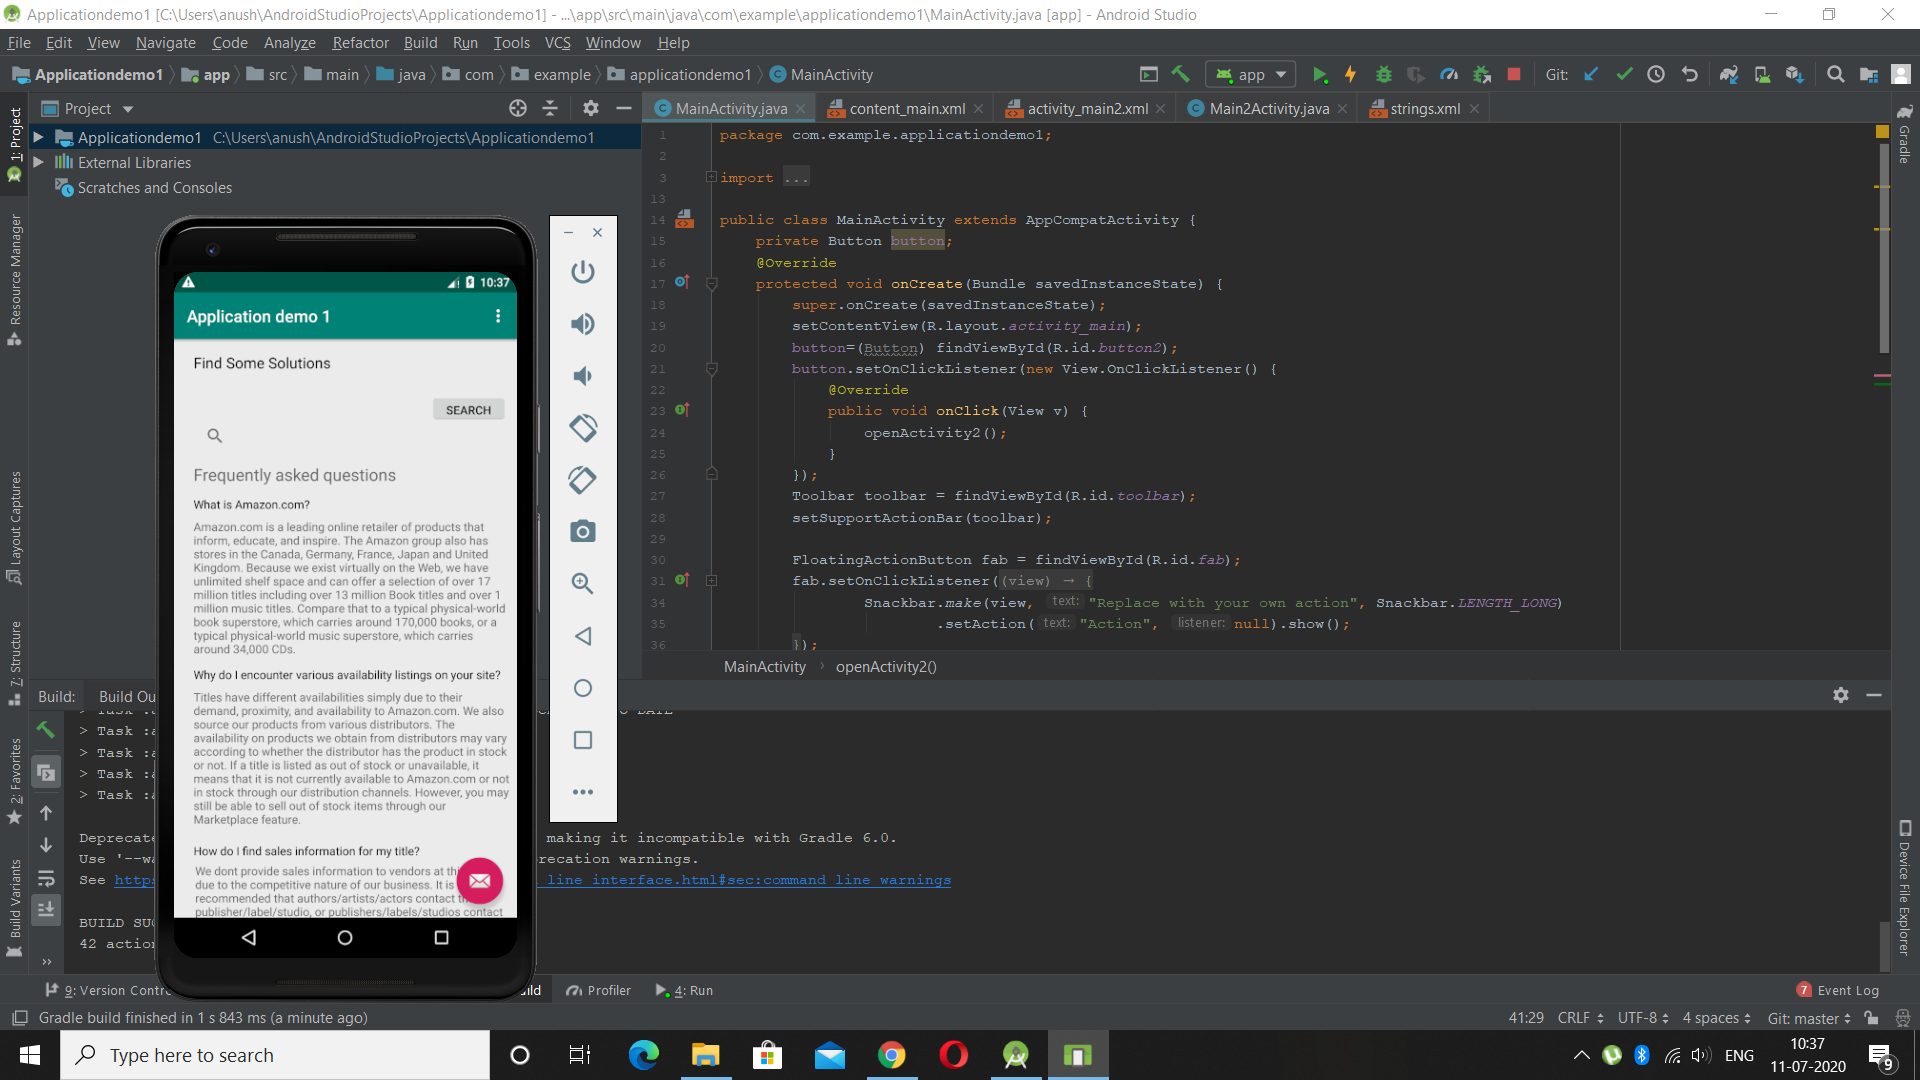 Applicationdemo1 [C:\Users\anush\AndroidStudioProjects\Applicationdemo1] - ...\app\src\main\java\com\example\applicationdemo1\MainActivity.java [app] - Android Studio
File Edit View Navigate Code Analyze Refactor Build Run Tools VCS Window Help
Applicationdemo1 app src main java com example applicationdemo1 MainActivity
app
Git:
Project
1: Project
Resource Manager
Layout Captures
7: Structure
2: Favorites
Build Variants
Applicationdemo1 C:\Users\anush\AndroidStudioProjects\Applicationdemo1
External Libraries
Scratches and Consoles
MainActivity.java content_main.xml activity_main2.xml Main2Activity.java strings.xml
1 package com.example.applicationdemo1;
2
3 import ...
13
14 public class MainActivity extends AppCompatActivity {
15 private Button button;
16 @Override
17 protected void onCreate(Bundle savedInstanceState) {
18 super.onCreate(savedInstanceState);
19 setContentView(R.layout.activity_main);
20 button=(Button) findViewById(R.id.button2);
21 button.setOnClickListener(new View.OnClickListener() {
22 @Override
23 public void onClick(View v) {
24 openActivity2();
25 }
26 });
27 Toolbar toolbar = findViewById(R.id.toolbar);
28 setSupportActionBar(toolbar);
29
30 FloatingActionButton fab = findViewById(R.id.fab);
31 fab.setOnClickListener((view) → {
34 Snackbar.make(view, text: "Replace with your own action", Snackbar.LENGTH_LONG)
35 .setAction( text: "Action", listener: null).show();
36 });
MainActivity › openActivity2()
Gradle
Device File Explorer
10:37
Application demo 1
Find Some Solutions
SEARCH
Frequently asked questions
What is Amazon.com?
Amazon.com is a leading online retailer of products that
inform, educate, and inspire. The Amazon group also has
stores in the Canada, Germany, France, Japan and United
Kingdom. Because we exist virtually on the Web, we have
unlimited shelf space and can offer a selection of over 17
million titles including over 13 million Book titles and over 1
million music titles. Compare that to a typical physical-world
book superstore, which carries around 170,000 books, or a
typical physical-world music superstore, which carries
around 34,000 CDs.
Why do I encounter various availability listings on your site?
Titles have different availabilities simply due to their
demand, proximity, and availability to Amazon.com. We also
source our products from various distributors. The
availability on products we obtain from distributors may vary
according to whether the distributor has the product in stock
or not. If a title is listed as out of stock or unavailable, it
means that it is not currently available to Amazon.com or not
in stock through our distribution channels. However, you may
still be able to sell out of stock items through our
Marketplace feature.
How do I find sales information for my title?
We dont provide sales information to vendors at th
due to the competitive nature of our business. It is
recommended that authors/artists/actors contact th
publisher/label/studio, or publishers/labels/studios contact
Build: Build Ou
> Task :a
> Task :a
> Task :a
> Task :a
Deprecate making it incompatible with Gradle 6.0.
Use '--wa recation warnings.
See https line_interface.html#sec:command_line_warnings
BUILD SUC
42 action
9: Version Contr ild Profiler 4: Run
7 Event Log
Gradle build finished in 1 s 843 ms (a minute ago)
41:29 CRLF UTF-8 4 spaces Git: master
Type here to search
ENG
10:37
11-07-2020
9